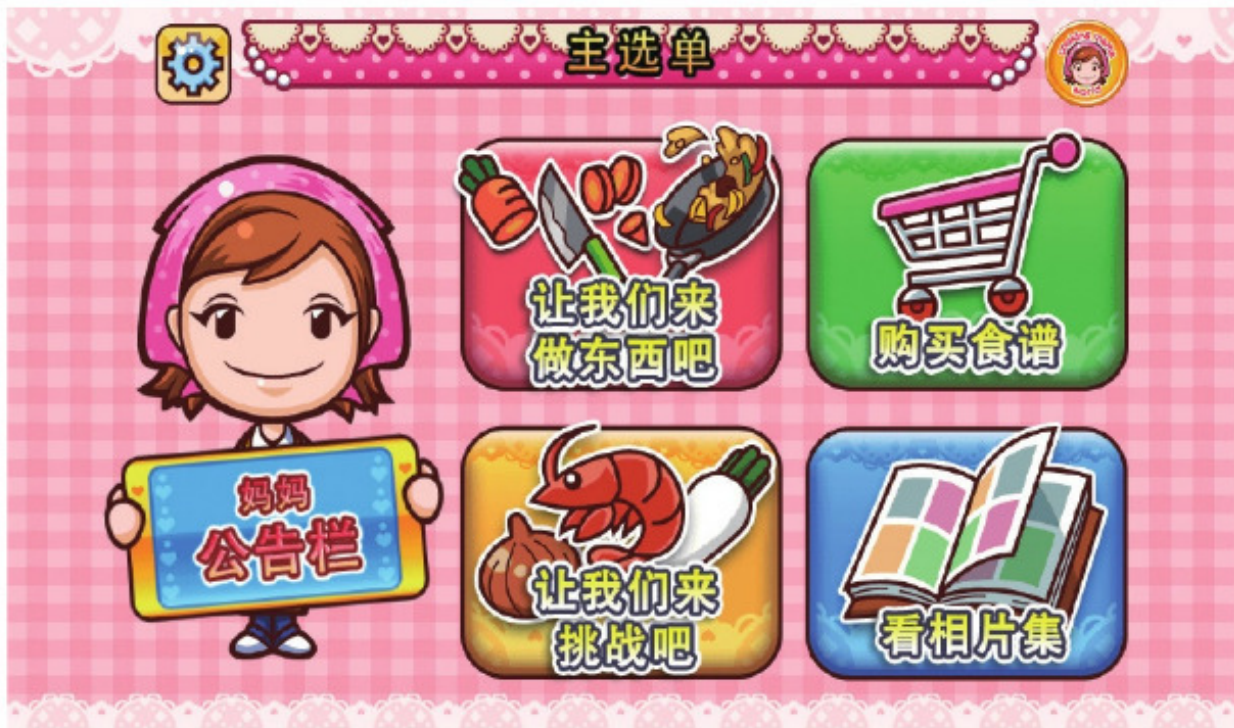 主选单
让我们来
做东西吧
购买食谱
妈妈
公告栏
让我们来
挑战吧
看相片集